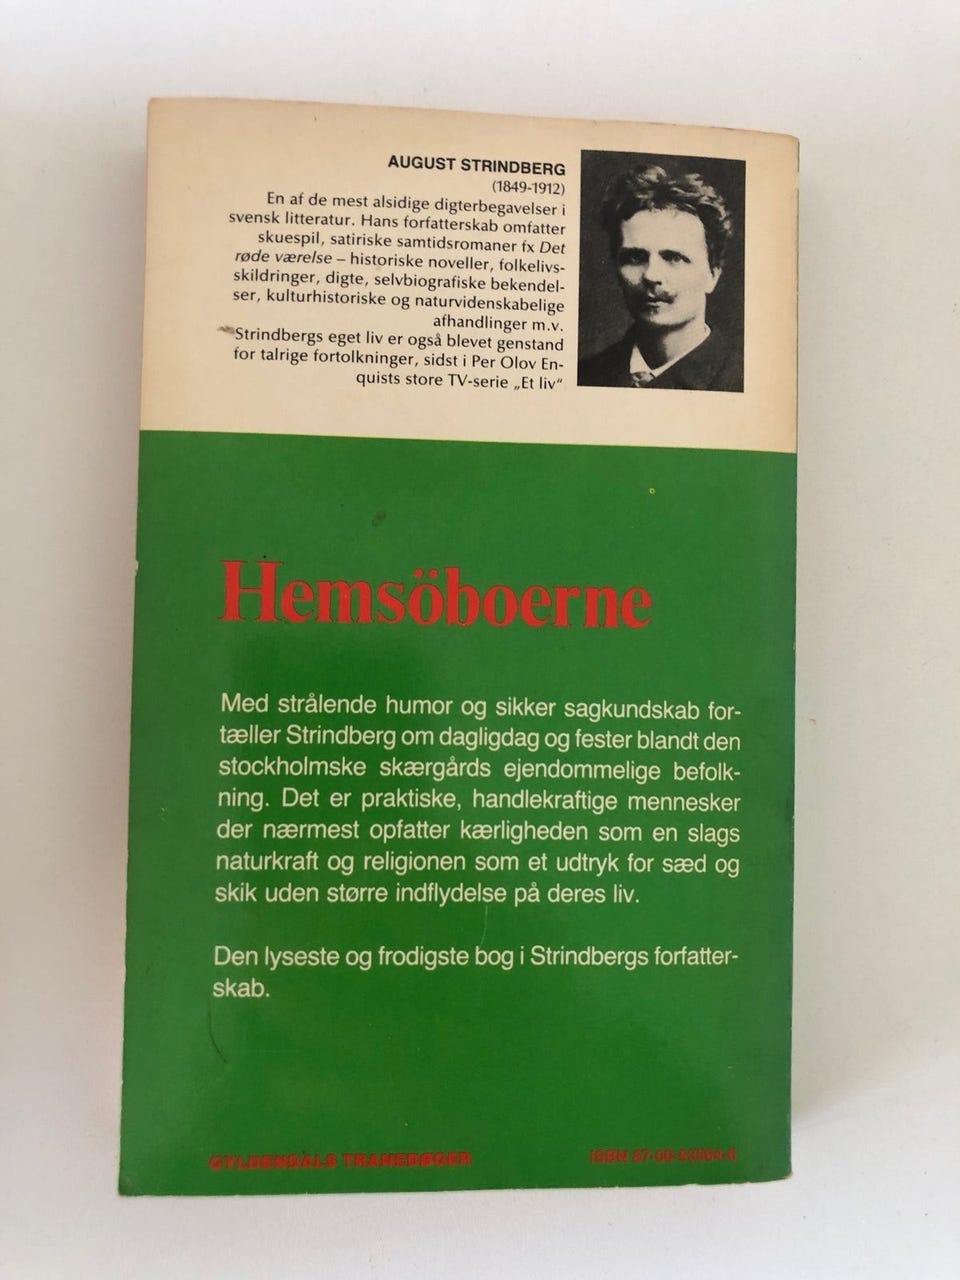 AUGUST STRINDBERG
(1849-1912)
En af de mest alsidige digterbegavelser i
svensk litteratur. Hans forfatterskab omfatter
skuespil, satiriske samtidsromaner fx Det
røde værelse – historiske noveller, folkelivs-
skildringer, digte, selvbiografiske bekendel-
ser, kulturhistoriske og naturvidenskabelige
afhandlinger m.v.
Strindbergs eget liv er også blevet genstand
for talrige fortolkninger, sidst i Per Olov En-
quists store TV-serie „Et liv“
Hemsöboerne
Med strålende humor og sikker sagkundskab for-
tæller Strindberg om dagligdag og fester blandt den
stockholmske skærgårds ejendommelige befolk-
ning. Det er praktiske, handlekraftige mennesker
der nærmest opfatter kærligheden som en slags
naturkraft og religionen som et udtryk for sæd og
skik uden større indflydelse på deres liv.
Den lyseste og frodigste bog i Strindbergs forfatter-
skab.
GYLDENDALS TRANEBØGER
ISBN